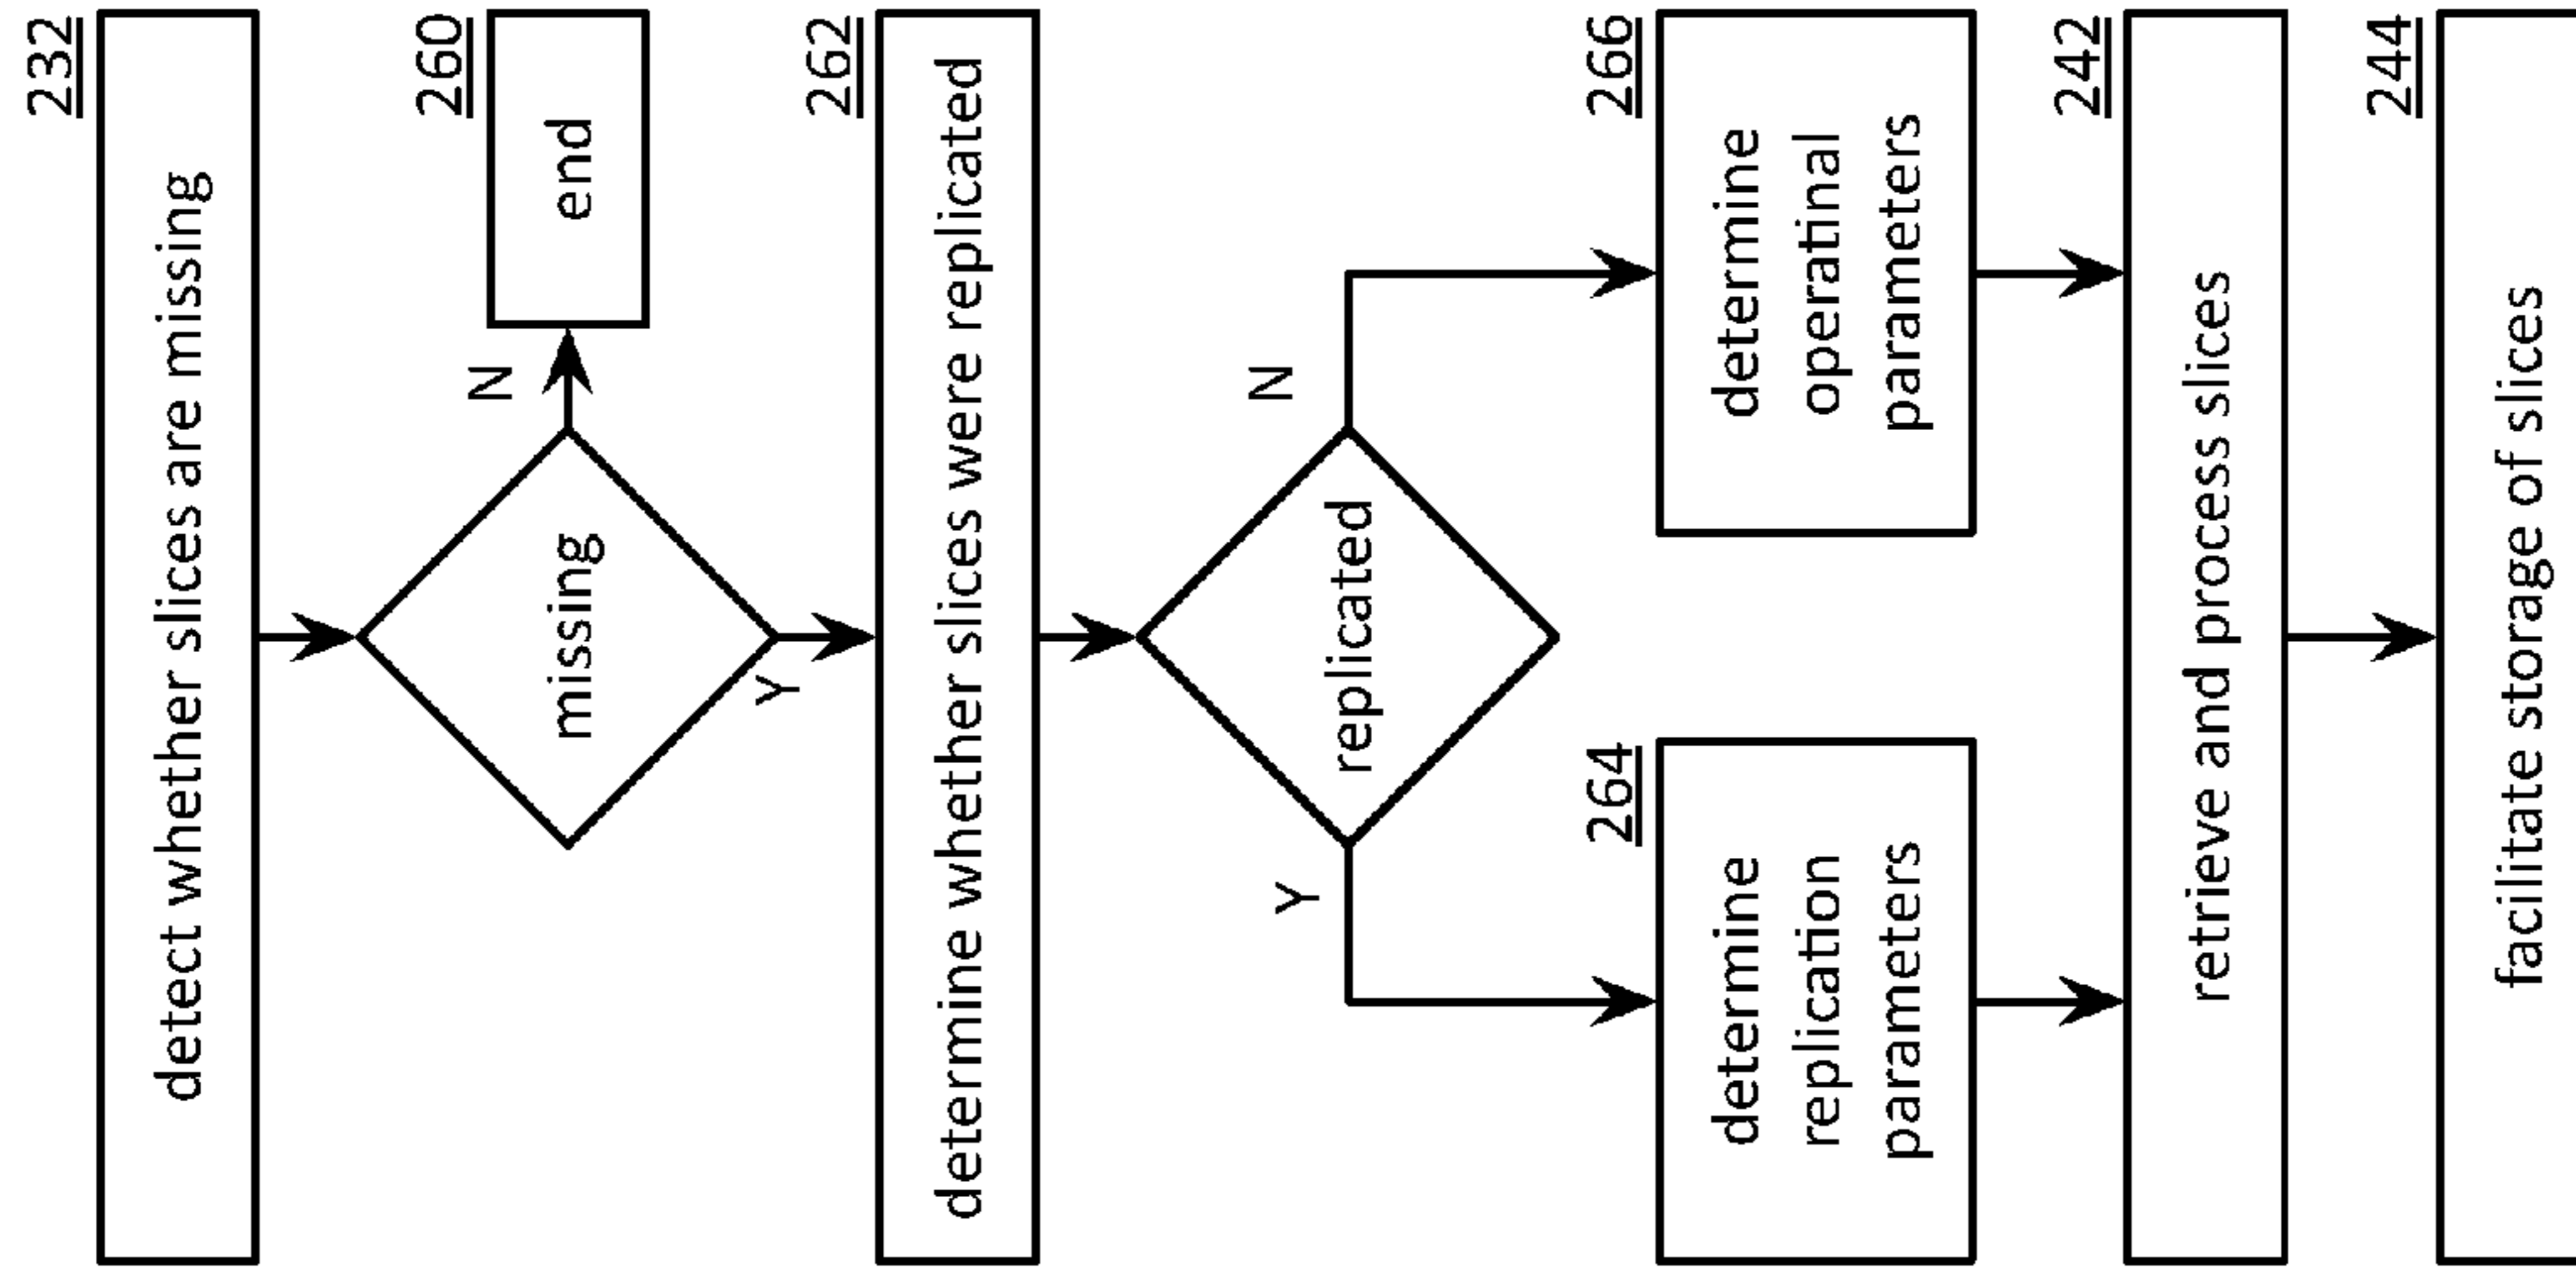 232
detect whether slices are missing
missing
N
260
end
Y
262
determine whether slices were replicated
replicated
Y
N
264
determine
replication
parameters
266
determine
operatinal
parameters
242
retrieve and process slices
244
facilitate storage of slices